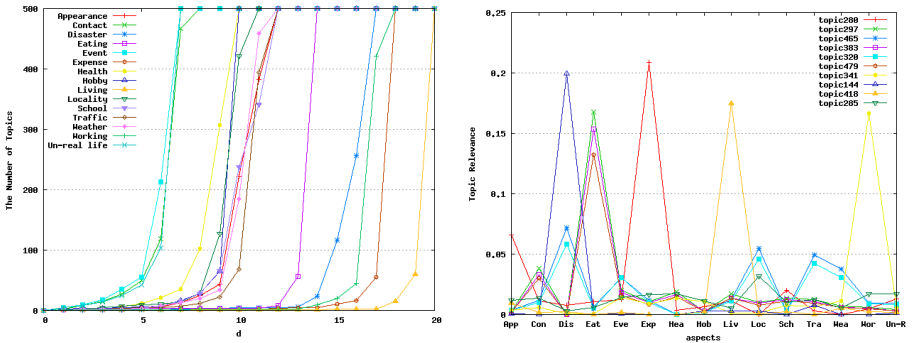 500
400
300
200
100
0
The Number of Topics
Appearance
Contact
Disaster
Eating
Event
Expense
Health
Hobby
Living
Locality
School
Traffic
Weather
Working
Un-real life
0
5
10
15
20
d
0.25
0.2
0.15
0.1
0.05
0
Topic Relevance
topic280
topic297
topic465
topic383
topic320
topic479
topic341
topic144
topic418
topic285
App Con Dis Eat Eve Exp Hea Hob Liv Loc Sch Tra Wea Wor Un-R
aspects